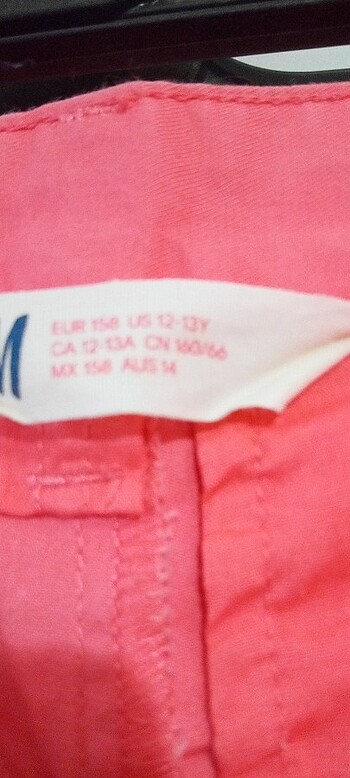 M
EUR 158 US 12-13Y
CA 12-13A CN 160/66
MX 158 AUS 14